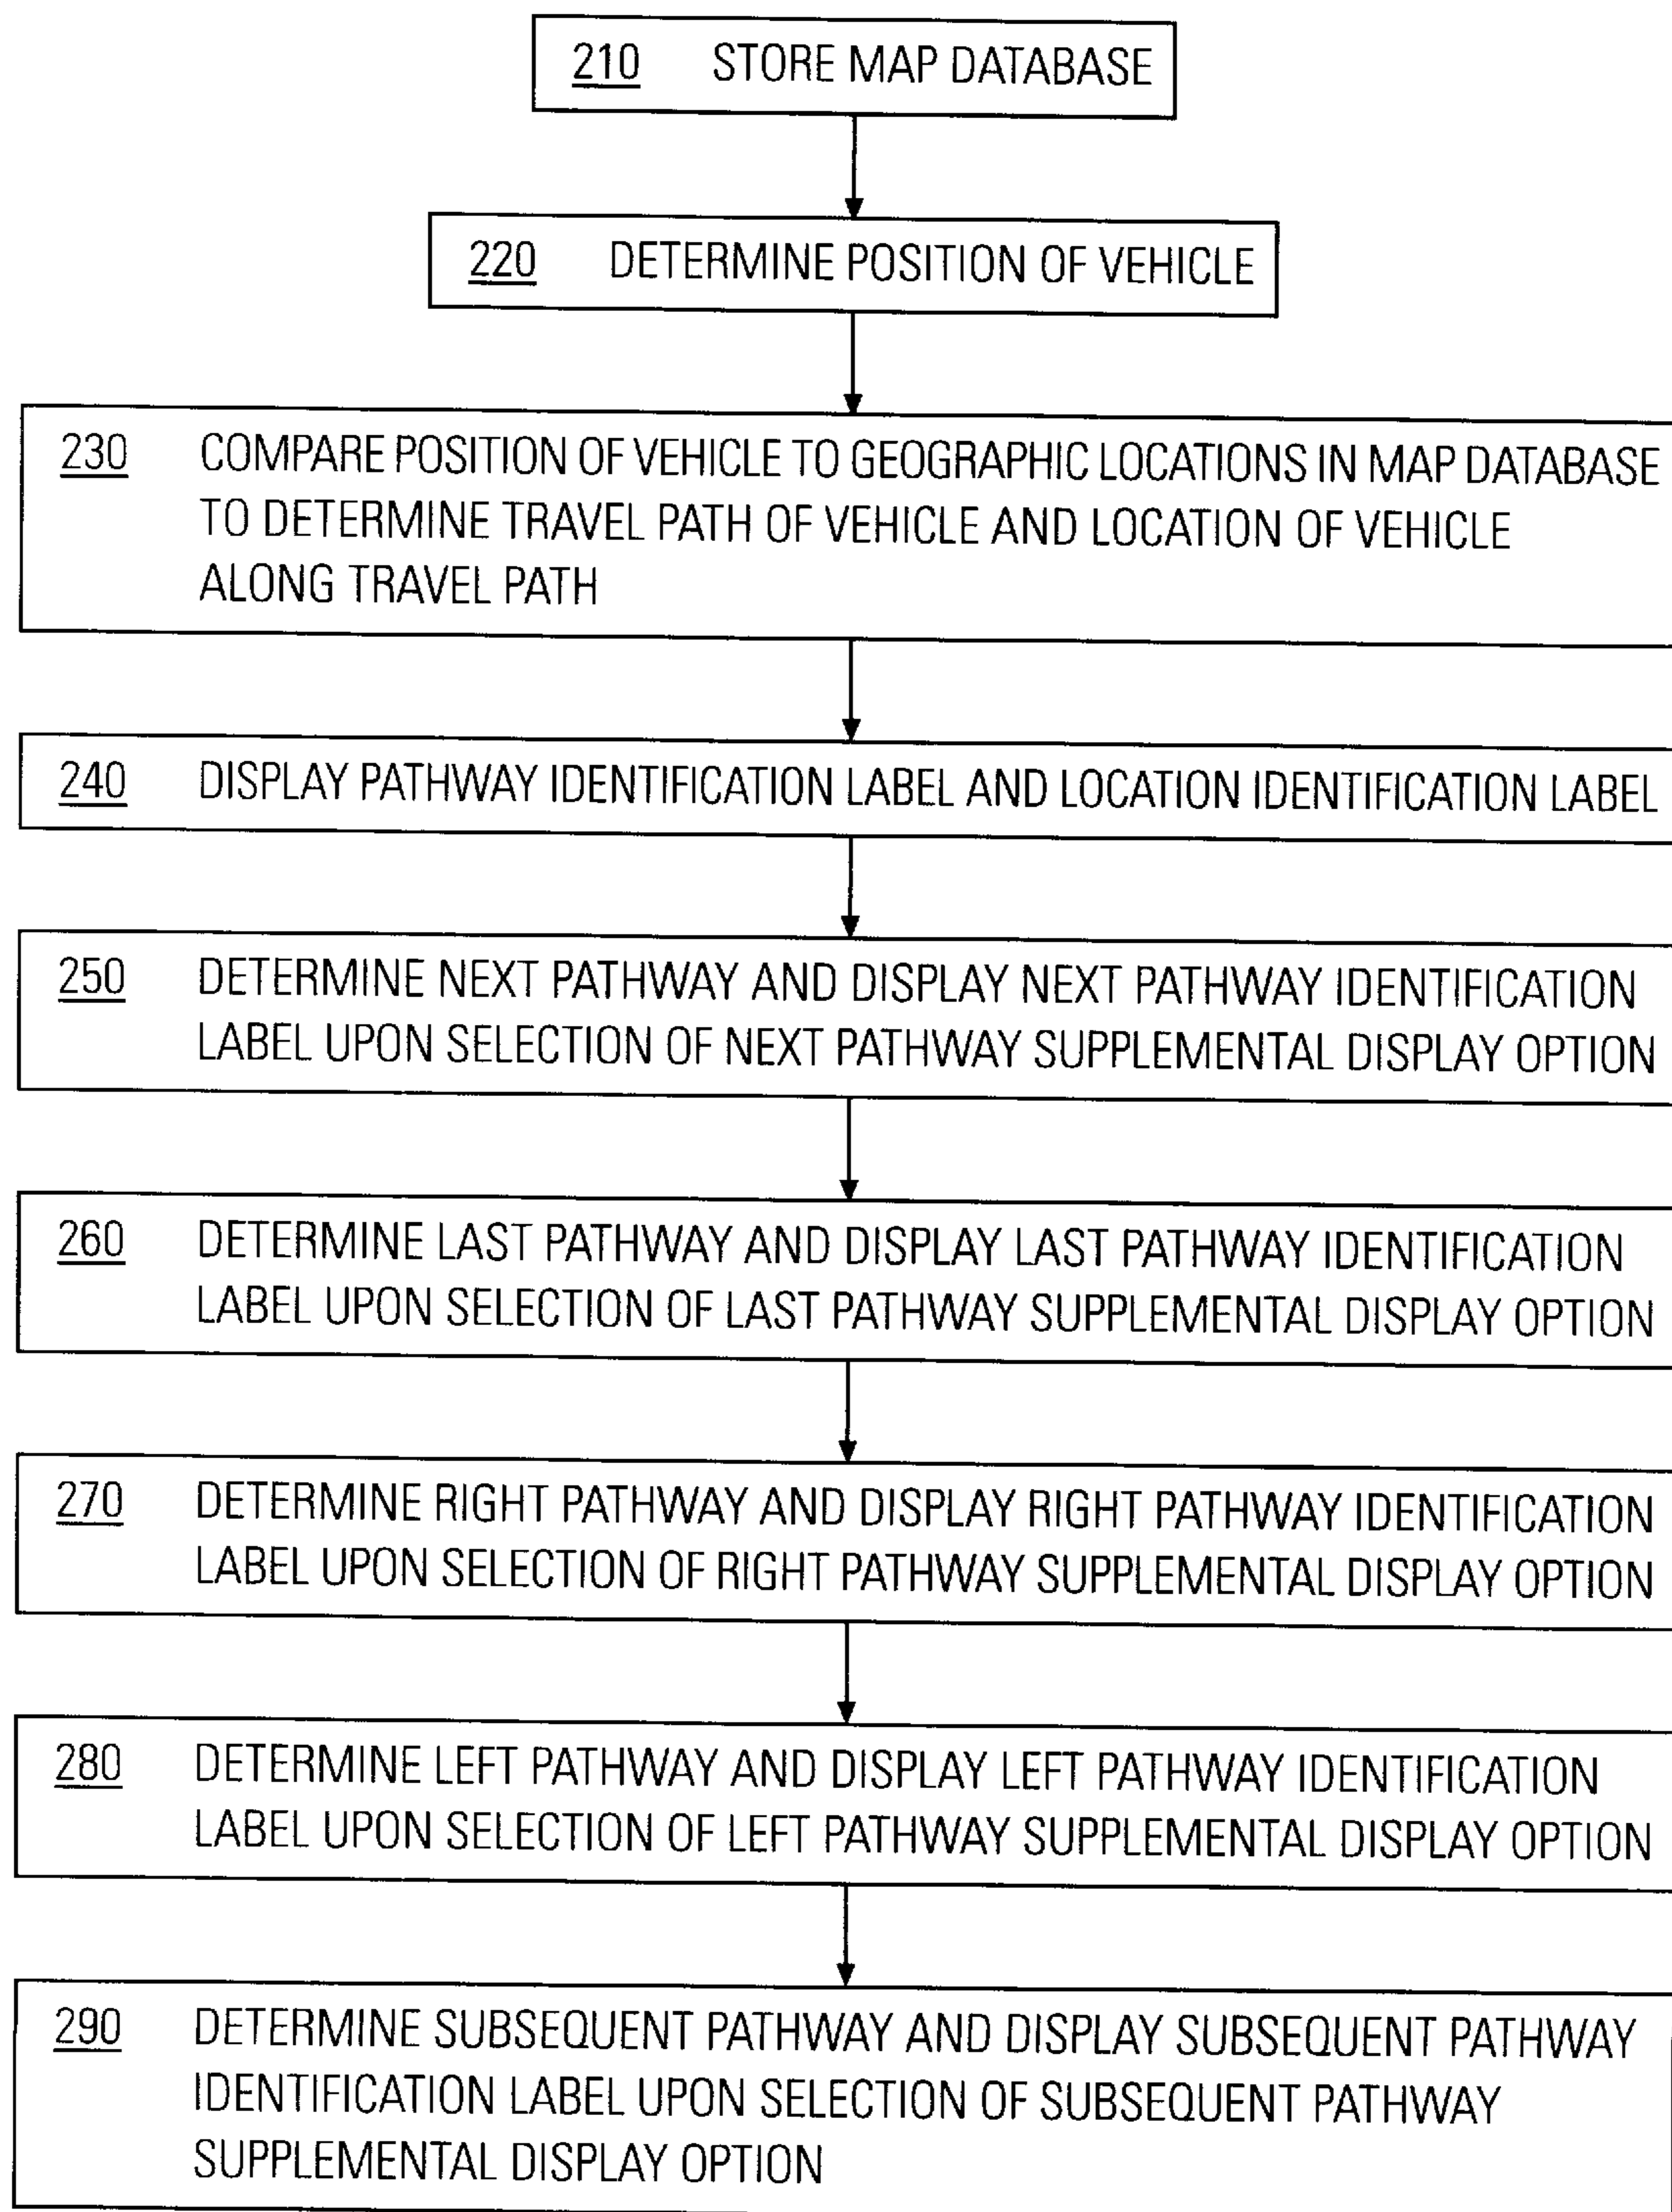 210 STORE MAP DATABASE
220 DETERMINE POSITION OF VEHICLE
230 COMPARE POSITION OF VEHICLE TO GEOGRAPHIC LOCATIONS IN MAP DATABASE
TO DETERMINE TRAVEL PATH OF VEHICLE AND LOCATION OF VEHICLE
ALONG TRAVEL PATH
240 DISPLAY PATHWAY IDENTIFICATION LABEL AND LOCATION IDENTIFICATION LABEL
250 DETERMINE NEXT PATHWAY AND DISPLAY NEXT PATHWAY IDENTIFICATION
LABEL UPON SELECTION OF NEXT PATHWAY SUPPLEMENTAL DISPLAY OPTION
260 DETERMINE LAST PATHWAY AND DISPLAY LAST PATHWAY IDENTIFICATION
LABEL UPON SELECTION OF LAST PATHWAY SUPPLEMENTAL DISPLAY OPTION
270 DETERMINE RIGHT PATHWAY AND DISPLAY RIGHT PATHWAY IDENTIFICATION
LABEL UPON SELECTION OF RIGHT PATHWAY SUPPLEMENTAL DISPLAY OPTION
280 DETERMINE LEFT PATHWAY AND DISPLAY LEFT PATHWAY IDENTIFICATION
LABEL UPON SELECTION OF LEFT PATHWAY SUPPLEMENTAL DISPLAY OPTION
290 DETERMINE SUBSEQUENT PATHWAY AND DISPLAY SUBSEQUENT PATHWAY
IDENTIFICATION LABEL UPON SELECTION OF SUBSEQUENT PATHWAY
SUPPLEMENTAL DISPLAY OPTION